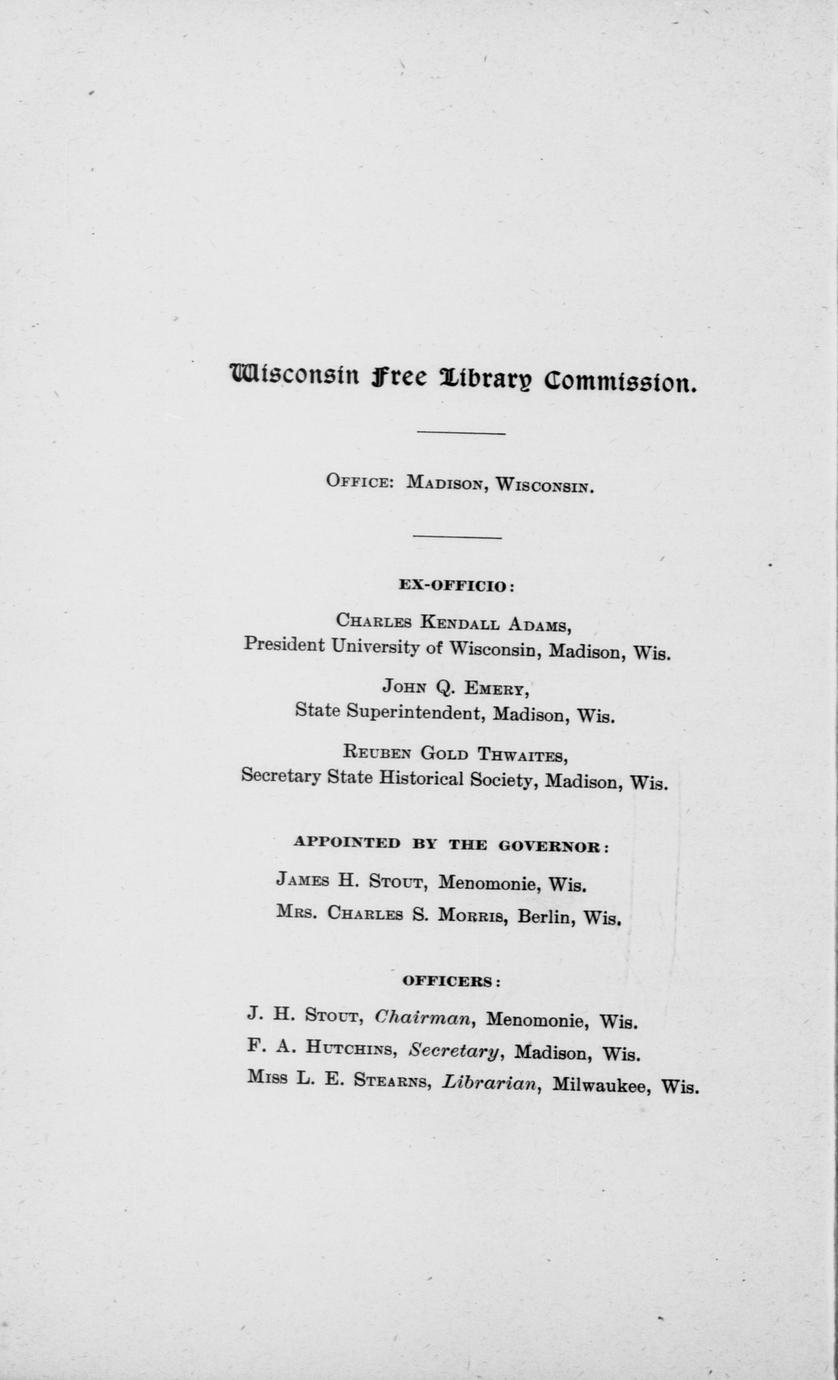 Wisconsin Free Library Commission.
OFFICE: MADISON, WISCONSIN.
EX-OFFICIO:
CHARLES KENDALL ADAMS,
President University of Wisconsin, Madison, Wis.
JOHN Q. EMERY,
State Superintendent, Madison, Wis.
REUBEN GOLD THWAITES,
Secretary State Historical Society, Madison, Wis.
APPOINTED BY THE GOVERNOR:
JAMES H. STOUT, Menomonie, Wis.
MRS. CHARLES S. MORRIS, Berlin, Wis.
OFFICERS:
J. H. STOUT, Chairman, Menomonie, Wis.
F. A. HUTCHINS, Secretary, Madison, Wis.
MISS L. E. STEARNS, Librarian, Milwaukee, Wis.